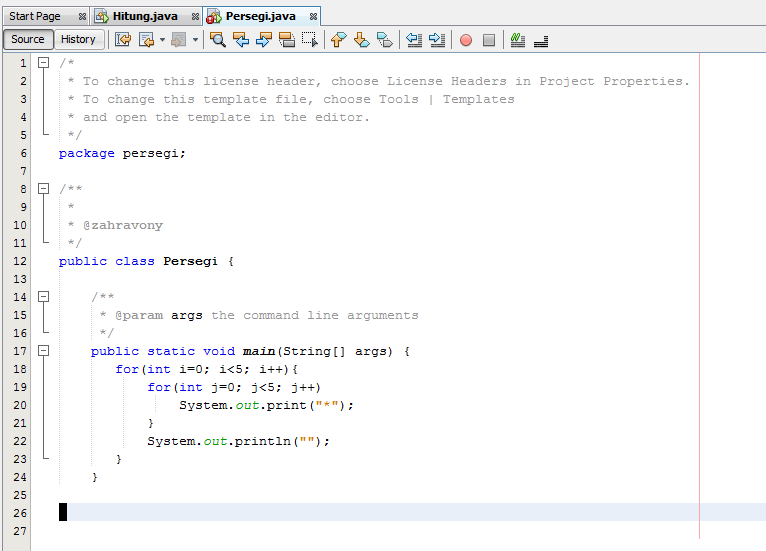 Start Page Hitung.java Persegi.java
Source History
1 /*
2 * To change this license header, choose License Headers in Project Properties.
3 * To change this template file, choose Tools | Templates
4 * and open the template in the editor.
5 */
6 package persegi;
7
8 /**
9 *
10 * @zahravony
11 */
12 public class Persegi {
13
14 /**
15 * @param args the command line arguments
16 */
17 public static void main(String[] args) {
18 for(int i=0; i<5; i++){
19 for(int j=0; j<5; j++)
20 System.out.print("*");
21 }
22 System.out.println("");
23 }
24 }
25
26
27